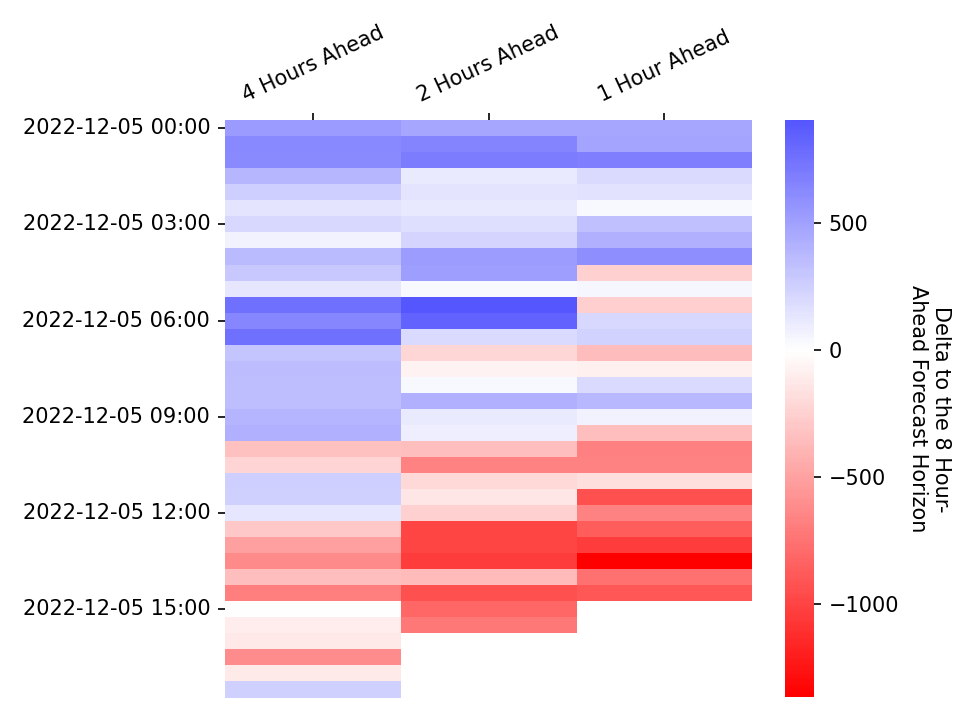 4 Hours Ahead
2 Hours Ahead
1 Hour Ahead
2022-12-05 00:00
2022-12-05 03:00
2022-12-05 06:00
2022-12-05 09:00
2022-12-05 12:00
2022-12-05 15:00
500
0
−500
−1000
Delta to the 8 Hour-
Ahead Forecast Horizon